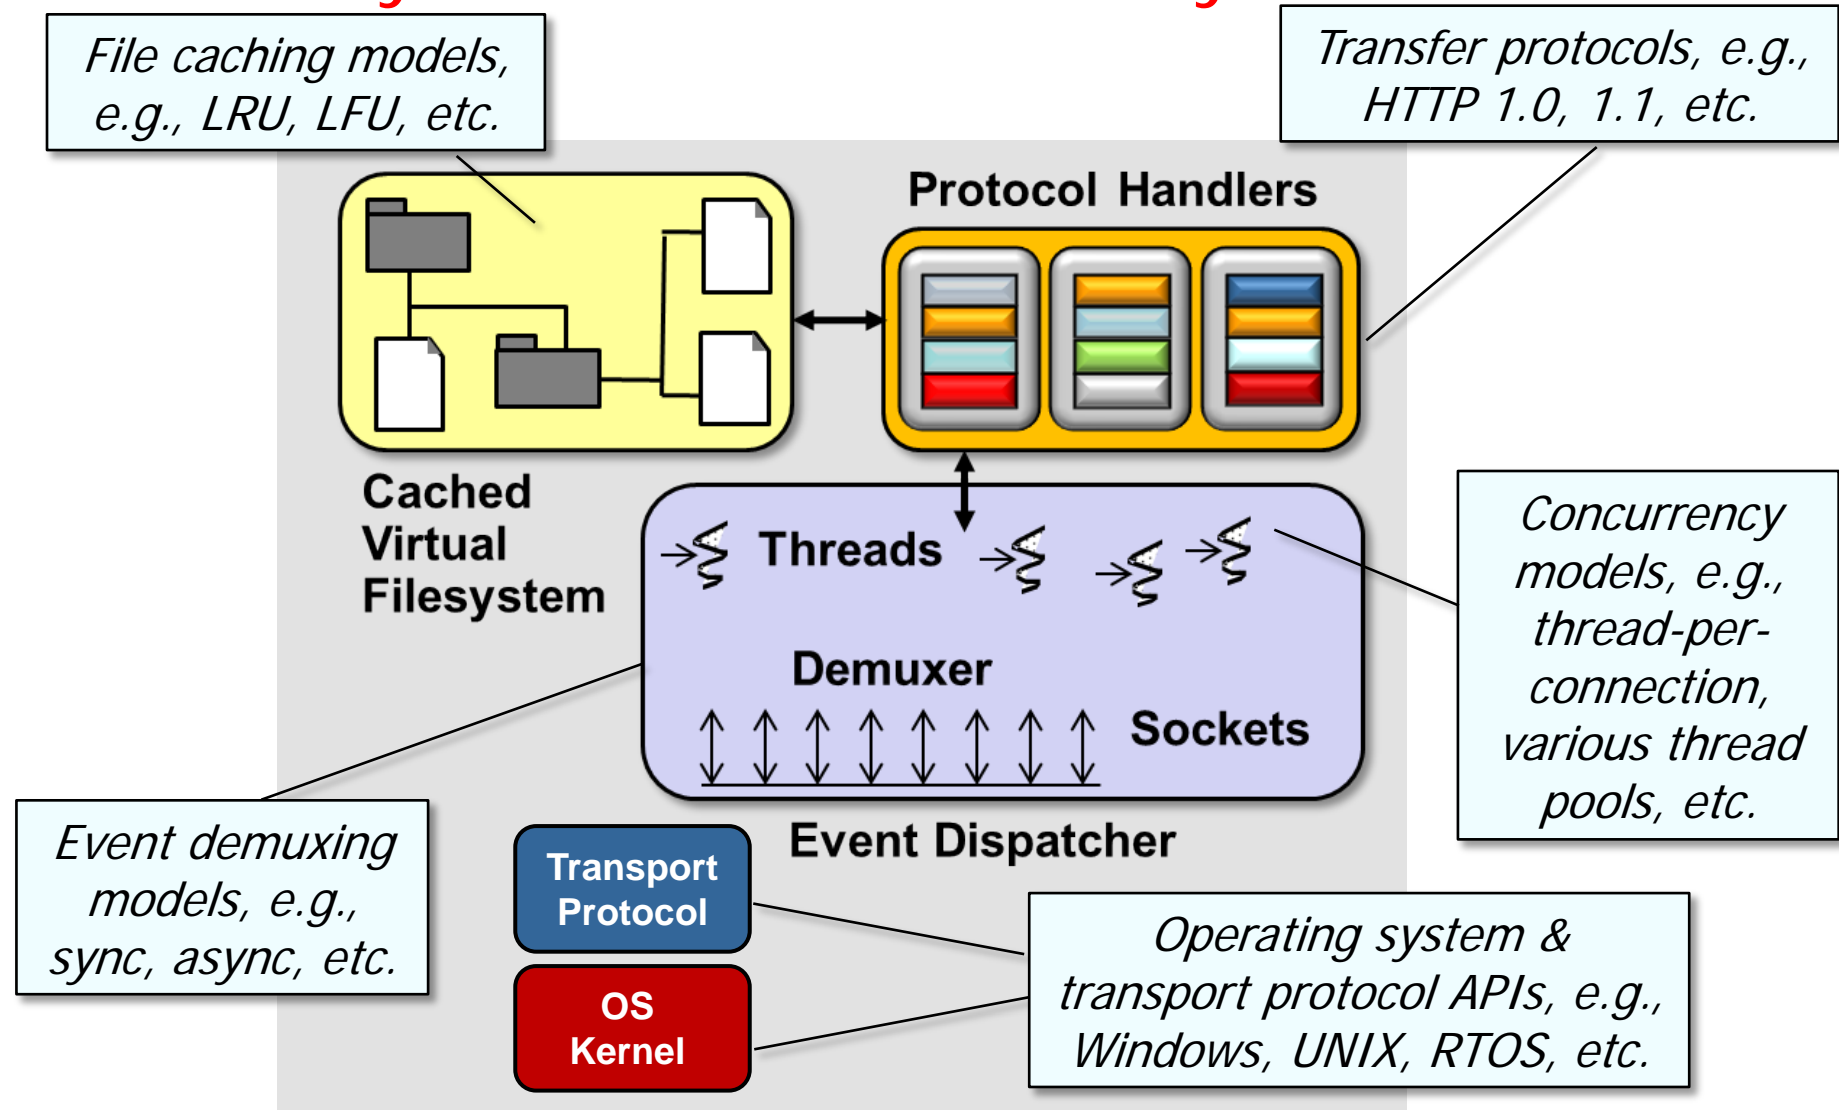 File caching models,
e.g., LRU, LFU, etc.
Transfer protocols, e.g.,
HTTP 1.0, 1.1, etc.
Protocol Handlers
Cached
Virtual
Filesystem
Threads
Demuxer
Sockets
Event Dispatcher
Concurrency
models, e.g.,
thread-per-
connection,
various thread
pools, etc.
Event demuxing
models, e.g.,
sync, async, etc.
Transport
Protocol
OS
Kernel
Operating system &
transport protocol APIs, e.g.,
Windows, UNIX, RTOS, etc.